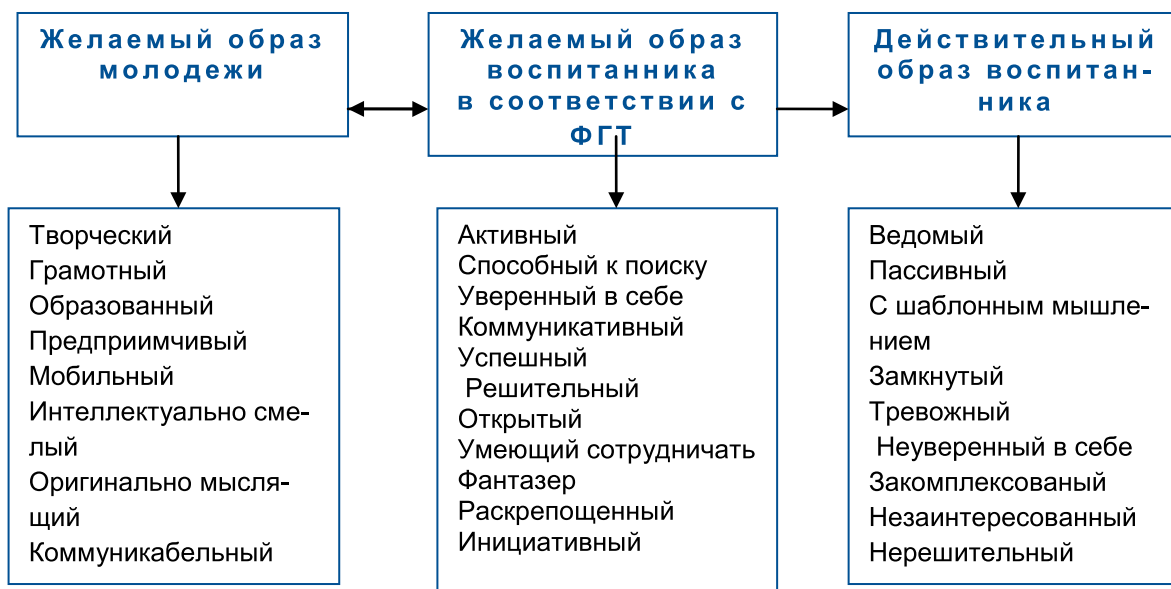 Желаемый образ
молодежи
Желаемый образ
воспитанника
в соответствии с
ФГТ
Действительный
образ воспитан-
ника
Творческий
Грамотный
Образованный
Предприимчивый
Мобильный
Интеллектуально сме-
лый
Оригинально мысля-
щий
Коммуникабельный
Активный
Способный к поиску
Уверенный в себе
Коммуникативный
Успешный
Решительный
Открытый
Умеющий сотрудничать
Фантазер
Раскрепощенный
Инициативный
Ведомый
Пассивный
С шаблонным мышле-
нием
Замкнутый
Тревожный
Неуверенный в себе
Закомплексованый
Незаинтересованный
Нерешительный